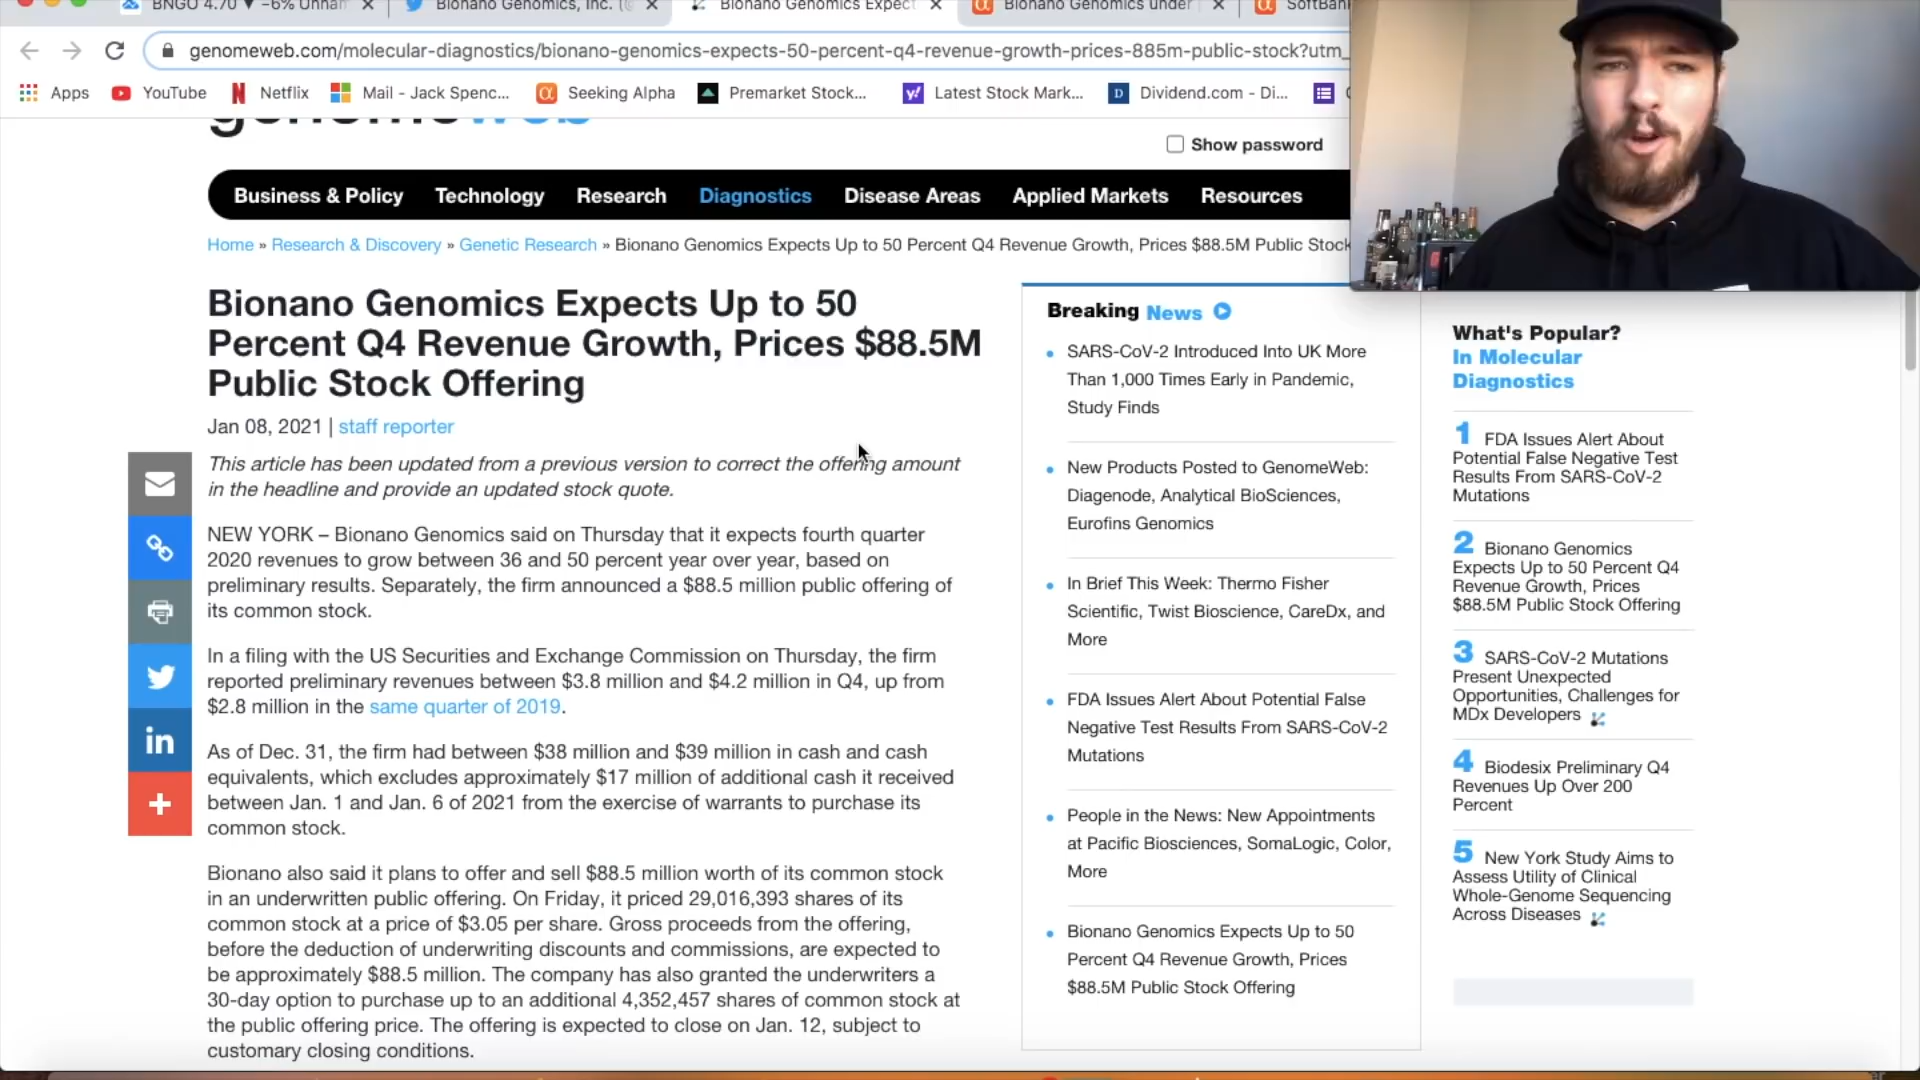 BNGO 4.70 ▼ −6% Unnam
Bionano Genomics, Inc. (@
Bionano Genomics Expect
Bionano Genomics under
SoftBan
genomeweb.com/molecular-diagnostics/bionano-genomics-expects-50-percent-q4-revenue-growth-prices-885m-public-stock?utm_
Apps
YouTube
Netflix
Mail - Jack Spenc...
Seeking Alpha
Premarket Stock...
Latest Stock Mark...
Dividend.com - Di...
genomeweb
Show password
Business & Policy
Technology
Research
Diagnostics
Disease Areas
Applied Markets
Resources
Home » Research & Discovery » Genetic Research » Bionano Genomics Expects Up to 50 Percent Q4 Revenue Growth, Prices $88.5M Public Stock
Bionano Genomics Expects Up to 50
Percent Q4 Revenue Growth, Prices $88.5M
Public Stock Offering
Jan 08, 2021 | staff reporter
This article has been updated from a previous version to correct the offering amount
in the headline and provide an updated stock quote.
NEW YORK – Bionano Genomics said on Thursday that it expects fourth quarter
2020 revenues to grow between 36 and 50 percent year over year, based on
preliminary results. Separately, the firm announced a $88.5 million public offering of
its common stock.
In a filing with the US Securities and Exchange Commission on Thursday, the firm
reported preliminary revenues between $3.8 million and $4.2 million in Q4, up from
$2.8 million in the same quarter of 2019.
As of Dec. 31, the firm had between $38 million and $39 million in cash and cash
equivalents, which excludes approximately $17 million of additional cash it received
between Jan. 1 and Jan. 6 of 2021 from the exercise of warrants to purchase its
common stock.
Bionano also said it plans to offer and sell $88.5 million worth of its common stock
in an underwritten public offering. On Friday, it priced 29,016,393 shares of its
common stock at a price of $3.05 per share. Gross proceeds from the offering,
before the deduction of underwriting discounts and commissions, are expected to
be approximately $88.5 million. The company has also granted the underwriters a
30-day option to purchase up to an additional 4,352,457 shares of common stock at
the public offering price. The offering is expected to close on Jan. 12, subject to
customary closing conditions.
Breaking News
SARS-CoV-2 Introduced Into UK More
Than 1,000 Times Early in Pandemic,
Study Finds
New Products Posted to GenomeWeb:
Diagenode, Analytical BioSciences,
Eurofins Genomics
In Brief This Week: Thermo Fisher
Scientific, Twist Bioscience, CareDx, and
More
FDA Issues Alert About Potential False
Negative Test Results From SARS-CoV-2
Mutations
People in the News: New Appointments
at Pacific Biosciences, SomaLogic, Color,
More
Bionano Genomics Expects Up to 50
Percent Q4 Revenue Growth, Prices
$88.5M Public Stock Offering
What's Popular?
In Molecular
Diagnostics
1 FDA Issues Alert About
Potential False Negative Test
Results From SARS-CoV-2
Mutations
2 Bionano Genomics
Expects Up to 50 Percent Q4
Revenue Growth, Prices
$88.5M Public Stock Offering
3 SARS-CoV-2 Mutations
Present Unexpected
Opportunities, Challenges for
MDx Developers
4 Biodesix Preliminary Q4
Revenues Up Over 200
Percent
5 New York Study Aims to
Assess Utility of Clinical
Whole-Genome Sequencing
Across Diseases